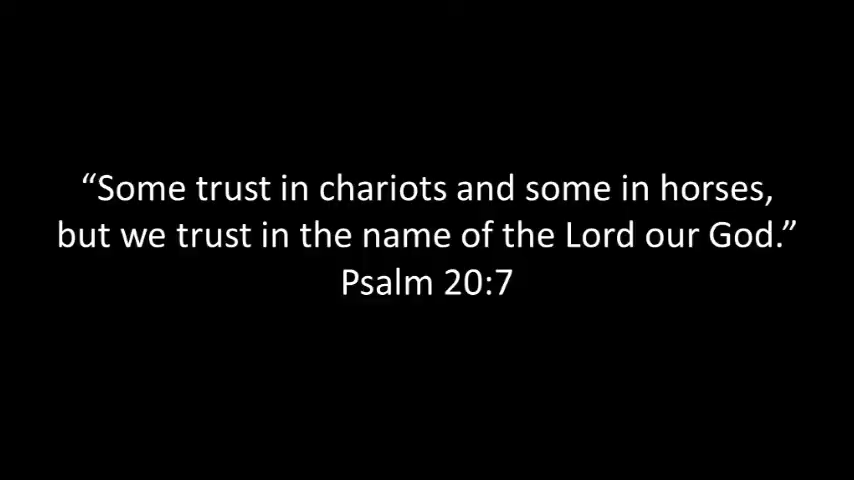 “Some trust in chariots and some in horses,
but we trust in the name of the Lord our God.”
Psalm 20:7